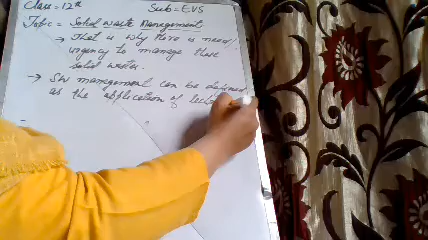 Class = 12th Sub = EVS
Topic = Solid waste Management
→ That is why there is need/
urgency to manage these
solid waste.
→ SW management can be defined
as the application of